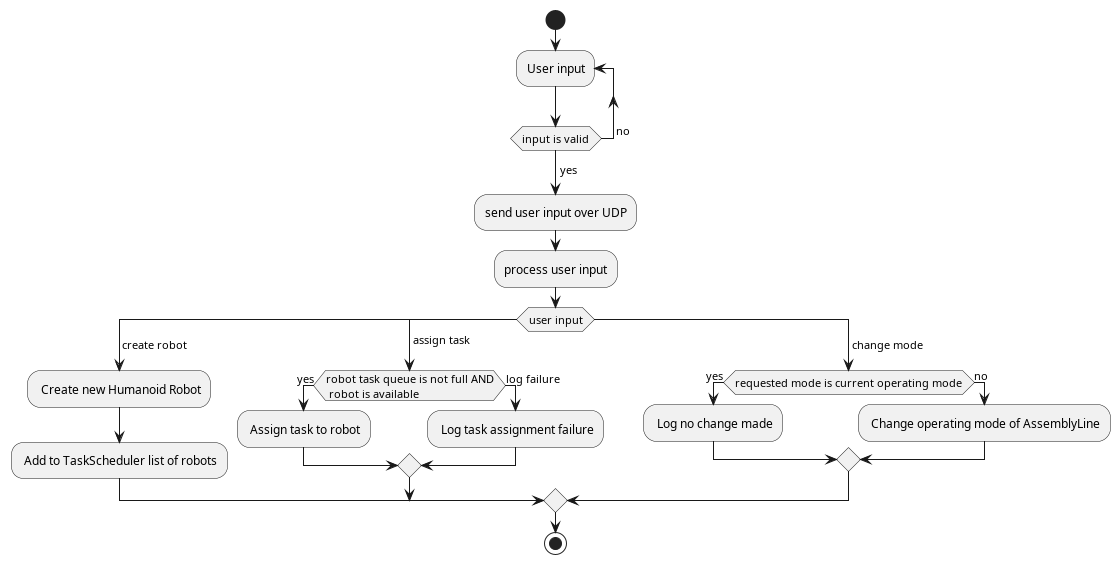 User input
input is valid
no
yes
send user input over UDP
process user input
user input
create robot
assign task
change mode
Create new Humanoid Robot
Add to TaskScheduler list of robots
yes
robot task queue is not full AND
robot is available
log failure
Assign task to robot
Log task assignment failure
yes
requested mode is current operating mode
no
Log no change made
Change operating mode of AssemblyLine